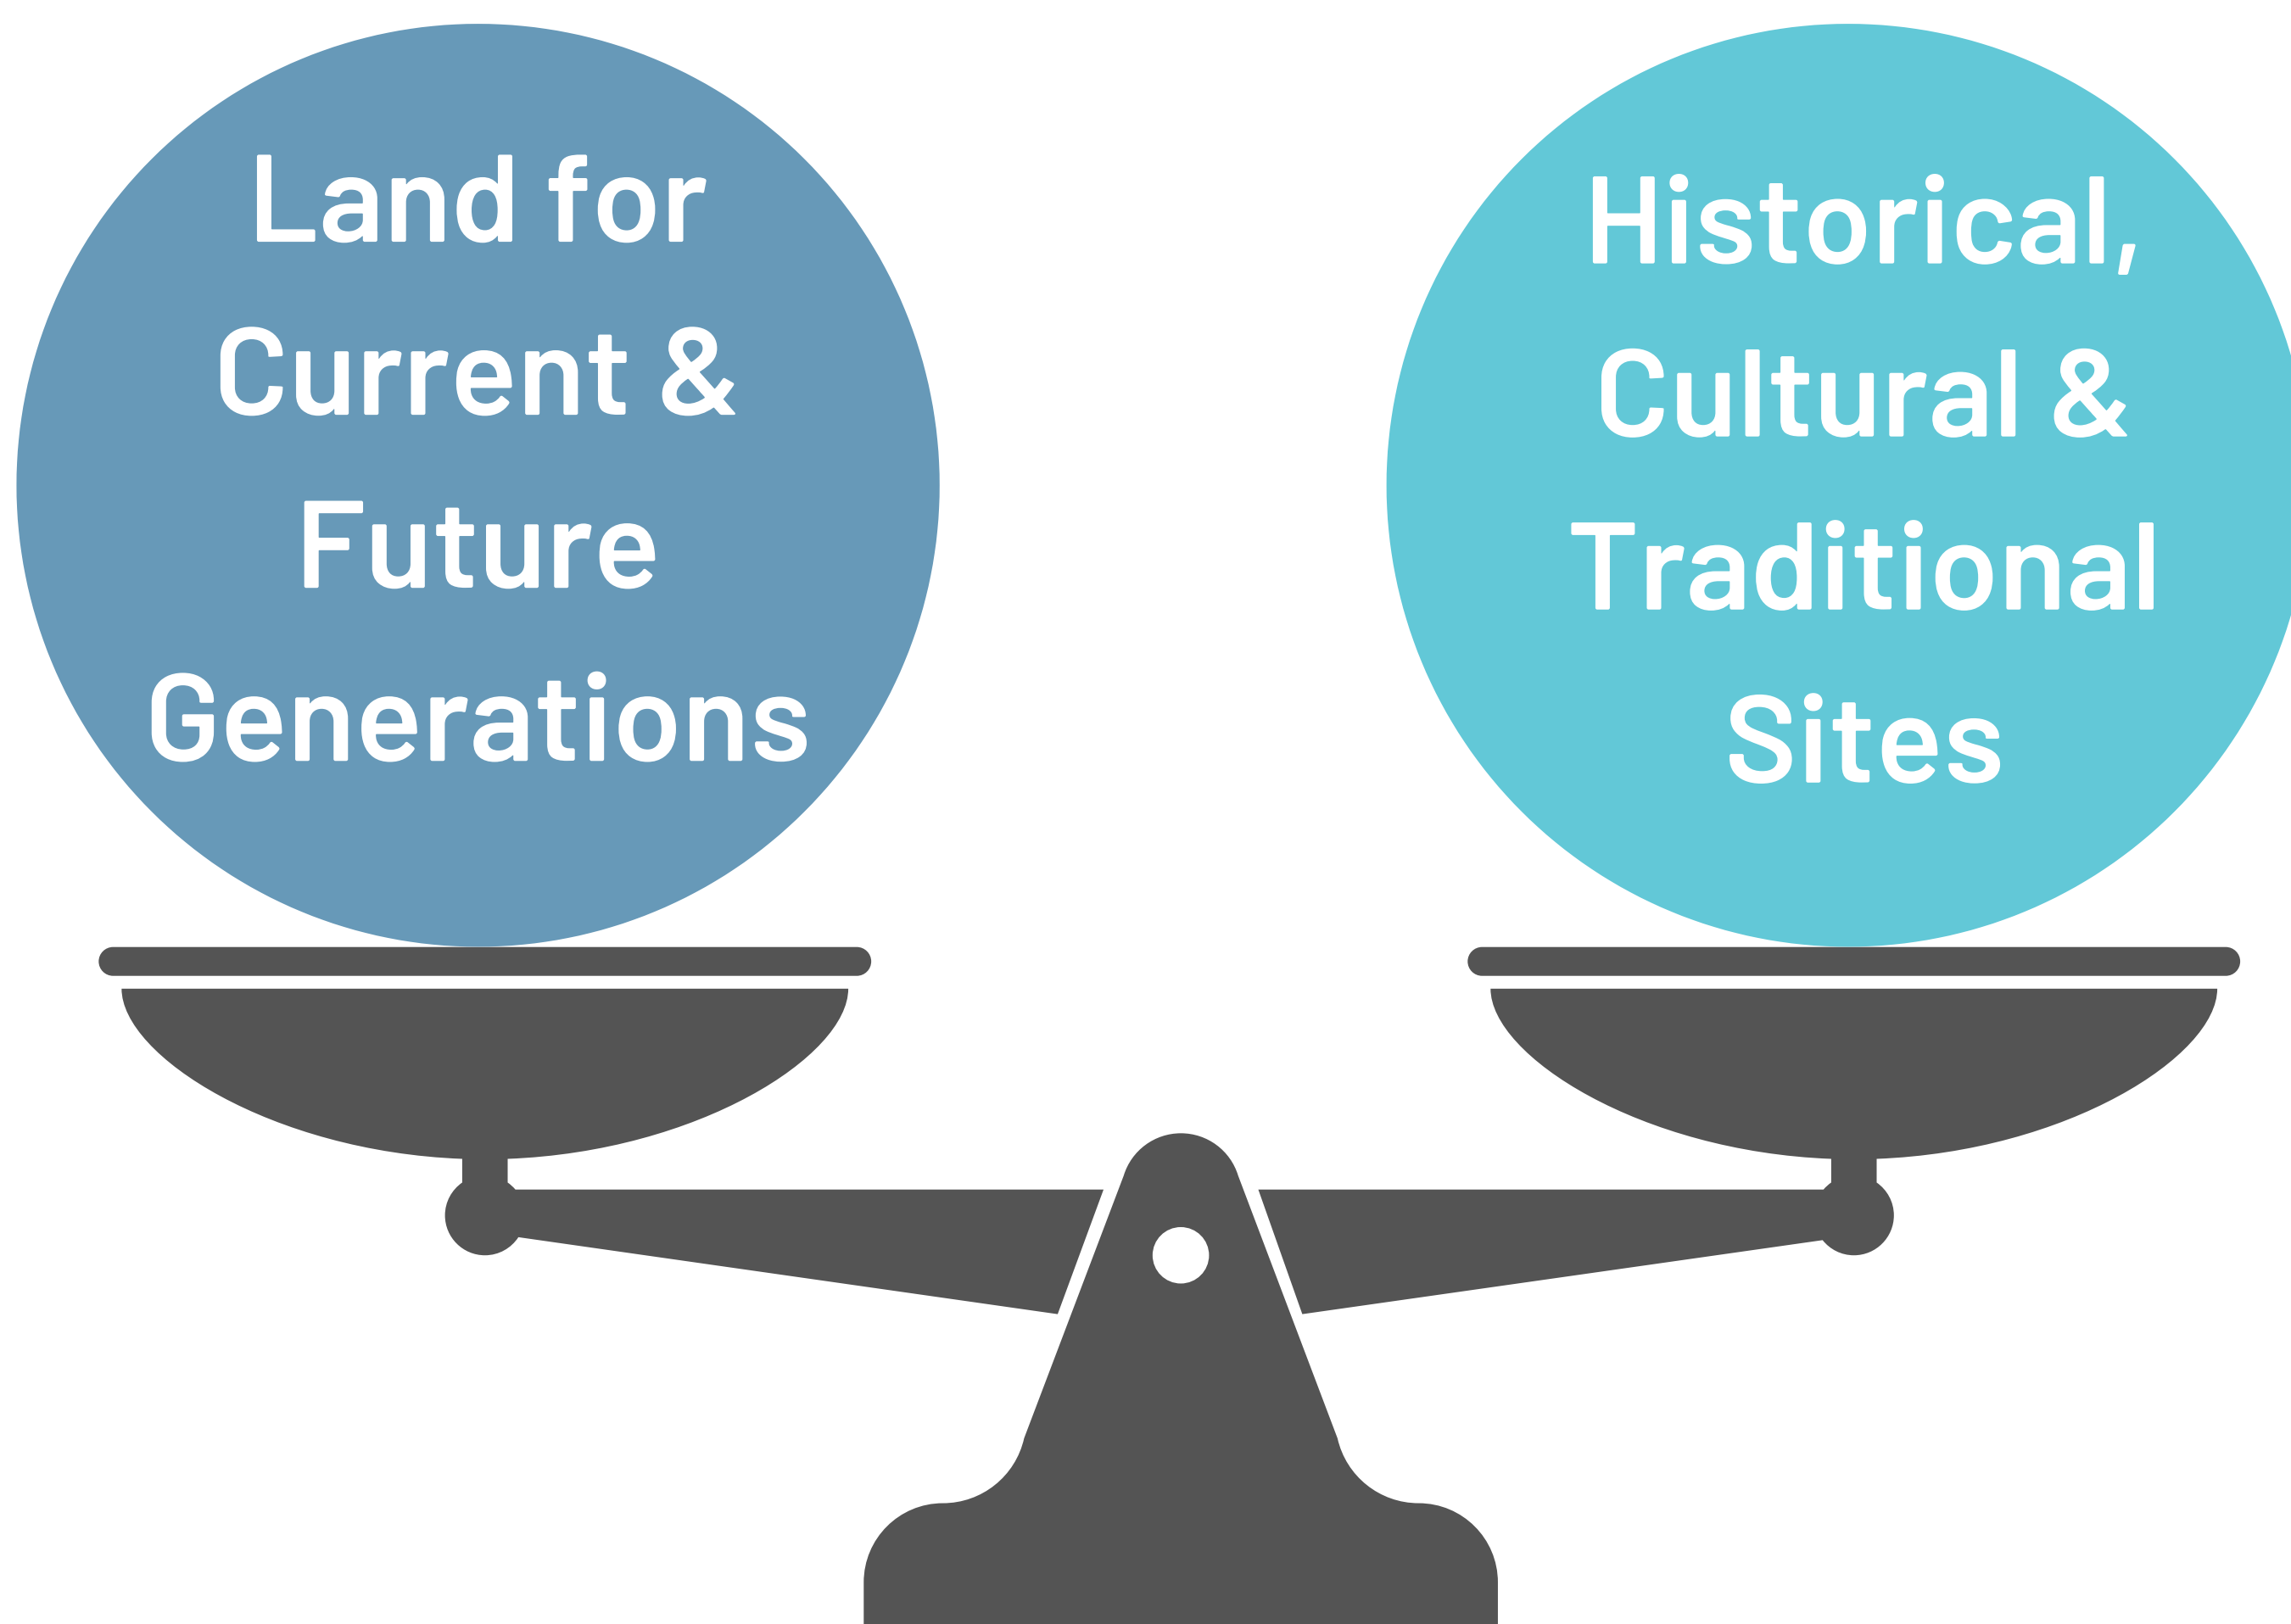 Land for
Current &
Future
Generations
Historical,
Cultural &
Traditional
Sites